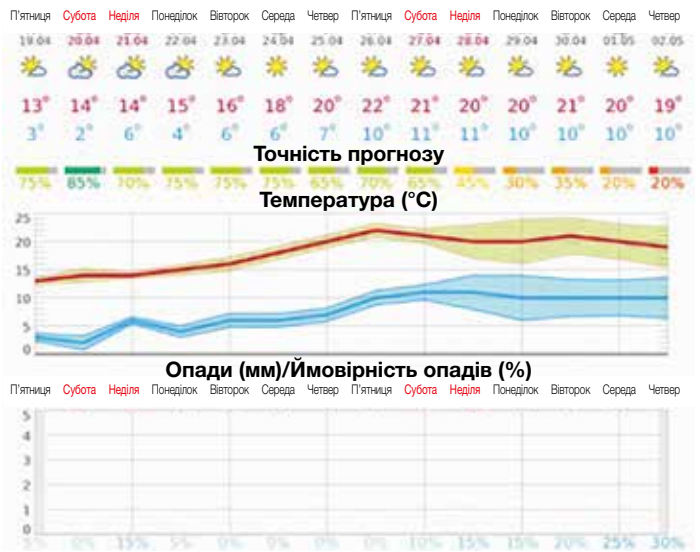 П'ятниця Субота Неділя Понеділок Вівторок Середа Четвер П'ятниця Субота Неділя Понеділок Вівторок Середа Четвер
19.04 20.04 21.04 22.04 23.04 24.04 25.04 26.04 27.04 28.04 29.04 30.04 01.05 02.05
13° 14° 14° 15° 16° 18° 20° 22° 21° 20° 20° 21° 20° 19°
3° 2° 6° 4° 6° 6° 7° 10° 11° 11° 10° 10° 10° 10°
Точність прогнозу
75% 85% 70% 75% 75% 75% 65% 70% 65% 45% 30% 35% 20% 20%
Температура (°C)
25
20
15
10
5
0
Опади (мм)/Ймовірність опадів (%)
П'ятниця Субота Неділя Понеділок Вівторок Середа Четвер П'ятниця Субота Неділя Понеділок Вівторок Середа Четвер
5
4
3
2
1
0
5% 0% 15% 5% 0% 0% 0% 0% 10% 15% 15% 20% 25% 30%